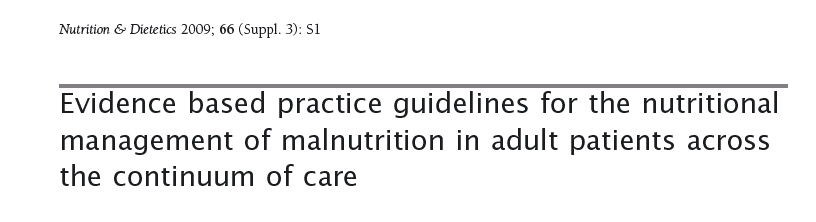 Nutrition & Dietetics 2009; 66 (Suppl. 3): S1
Evidence based practice guidelines for the nutritional
management of malnutrition in adult patients across
the continuum of care